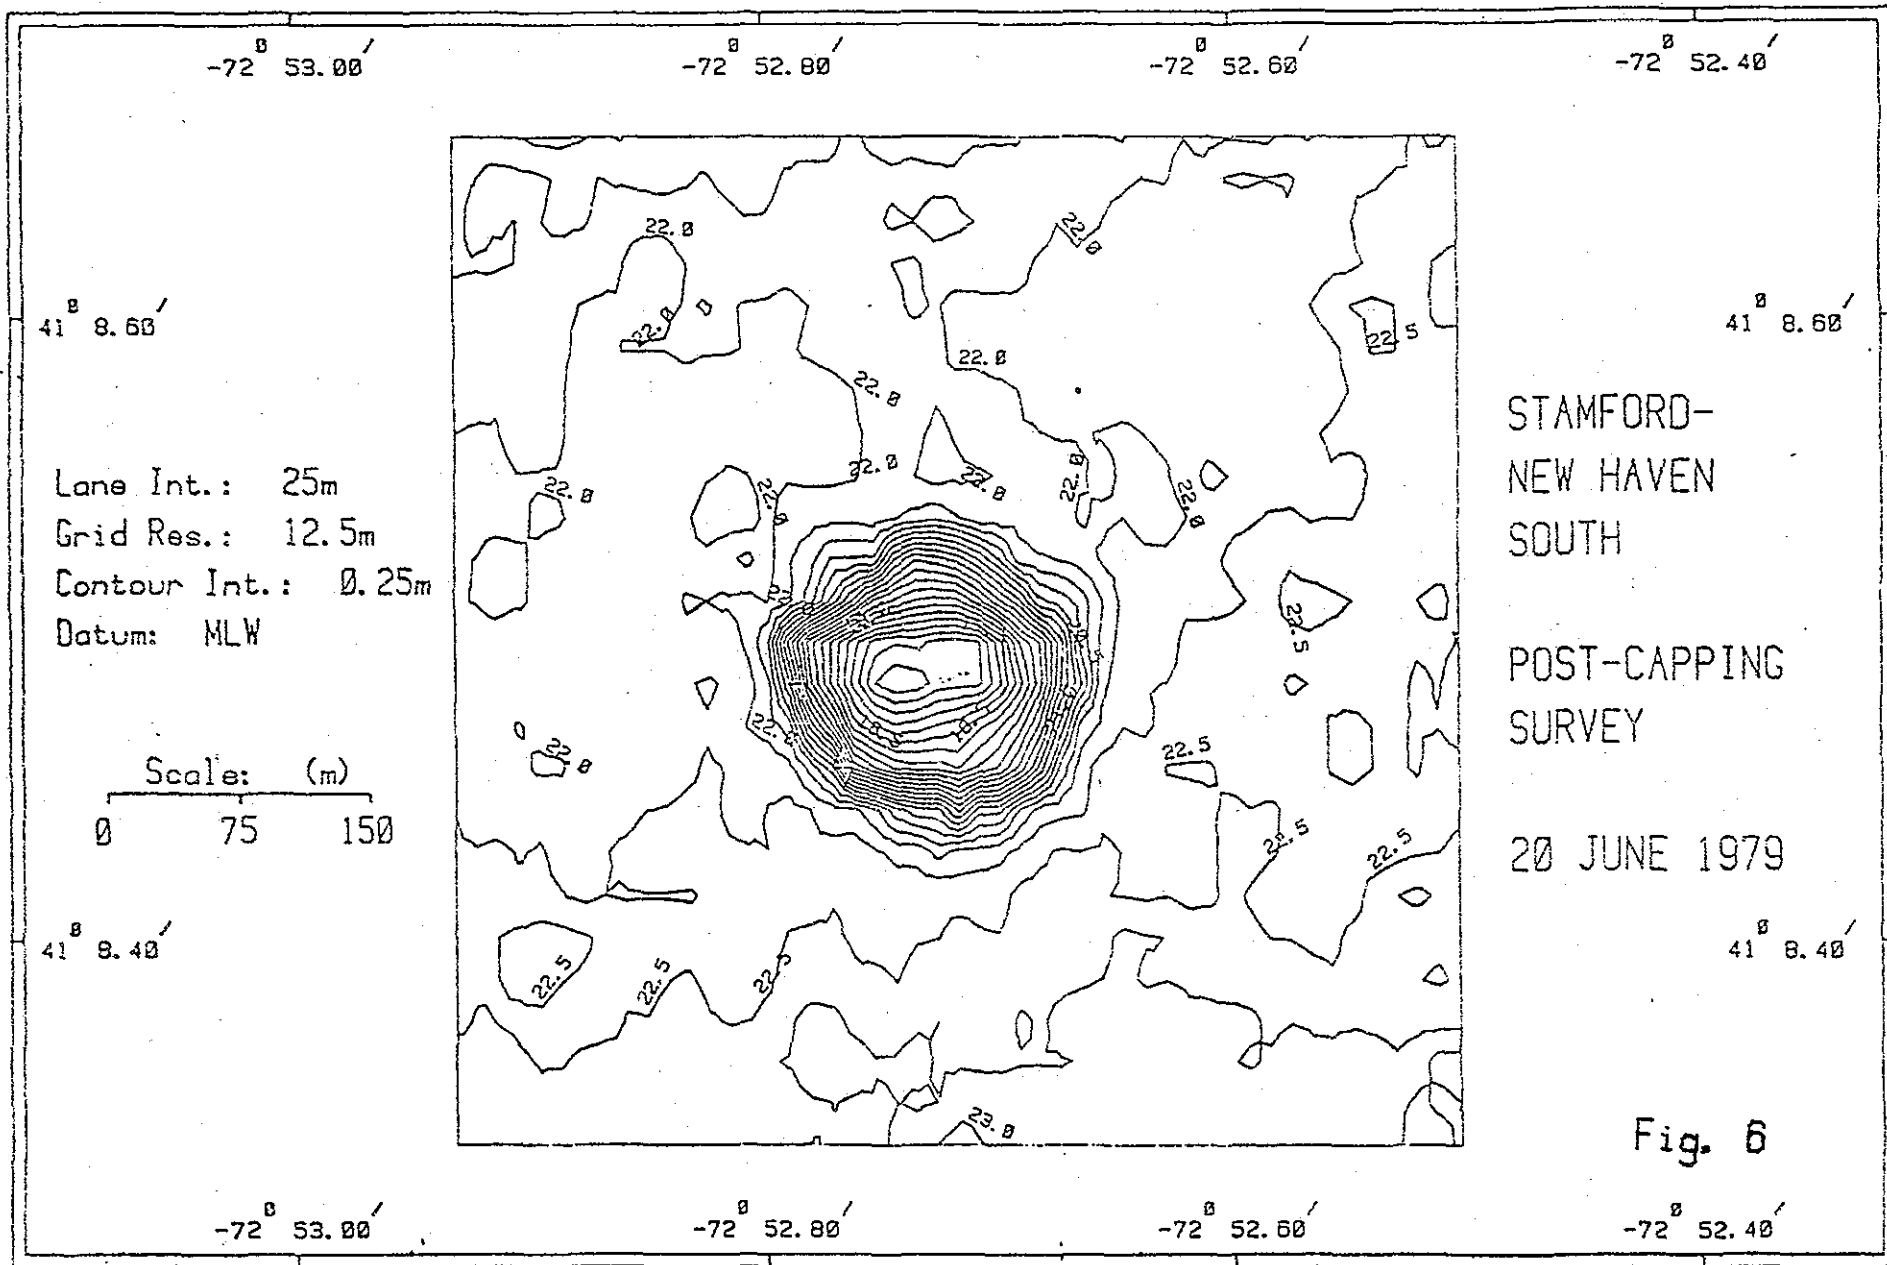 -72° 53.00′
-72° 52.80′
-72° 52.60′
-72° 52.40′
22.0
22.0
22.0
41° 8.60′
41° 8.60′
22.5
22.0
22.0
STAMFORD-
NEW HAVEN
SOUTH
22.0
22.0
22.0
22.0
22.0
22.0
Lane Int.: 25m
Grid Res.: 12.5m
Contour Int.: 0.25m
Datum: MLW
22.5
POST-CAPPING
SURVEY
22.0
22.5
Scale: (m)
0 75 150
22.5
22.5
20 JUNE 1979
41° 8.40′
41° 8.40′
22.5
22.5
22.5
23.0
Fig. 6
-72° 53.00′
-72° 52.80′
-72° 52.60′
-72° 52.40′